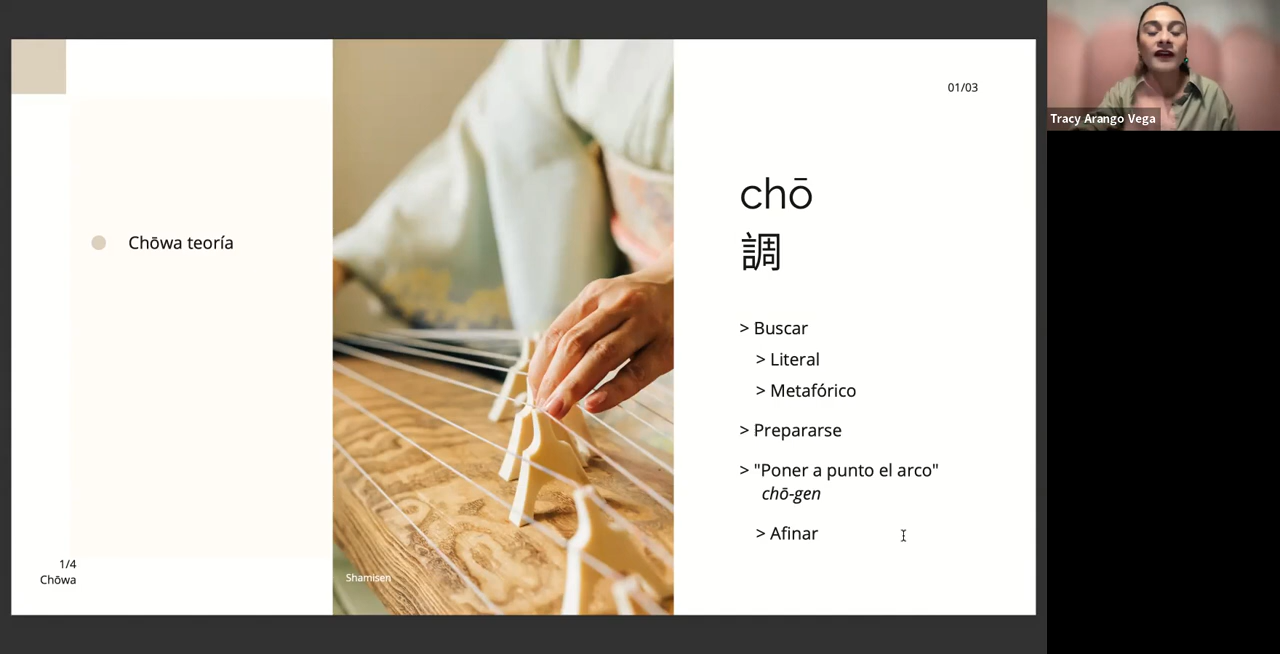 Chōwa teoría
1/4
Chōwa
Shamisen
01/03
chō
調
> Buscar
> Literal
> Metafórico
> Prepararse
> "Poner a punto el arco"
chō-gen
> Afinar
Tracy Arango Vega